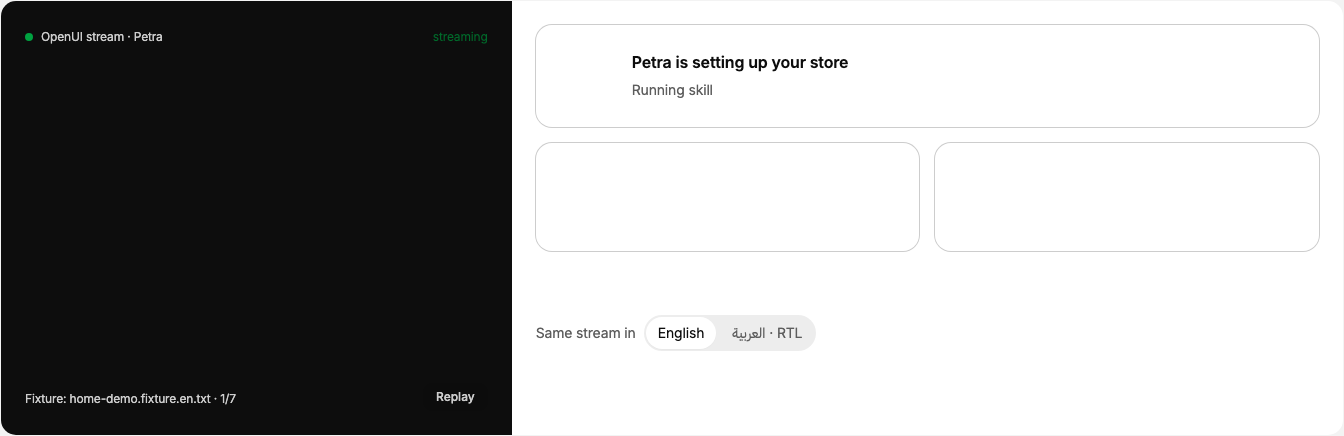 OpenUI stream · Petra
streaming
Fixture: home-demo.fixture.en.txt · 1/7
Replay
Petra is setting up your store
Running skill
Same stream in
English
العربية · RTL